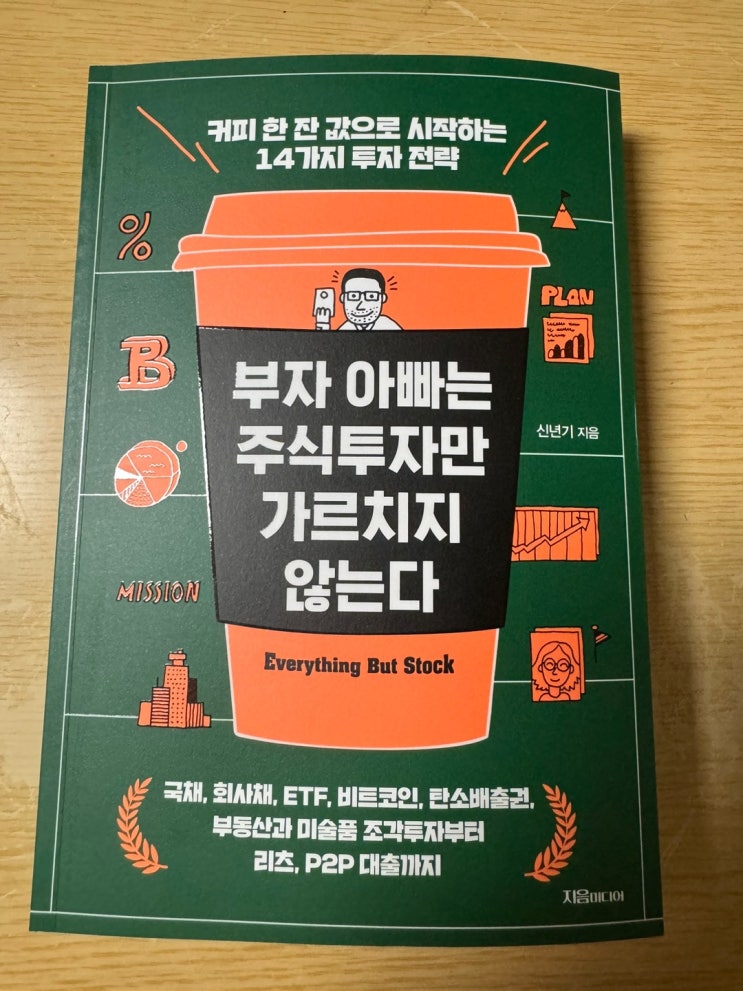 커피 한 잔 값으로 시작하는
14가지 투자 전략
%
PLAN
B
부자 아빠는
주식투자만
가르치지
않는다
신년기 지음
MISSION
Everything But Stock
국채, 회사채, ETF, 비트코인, 탄소배출권,
부동산과 미술품 조각투자부터
리츠, P2P 대출까지
지음미디어